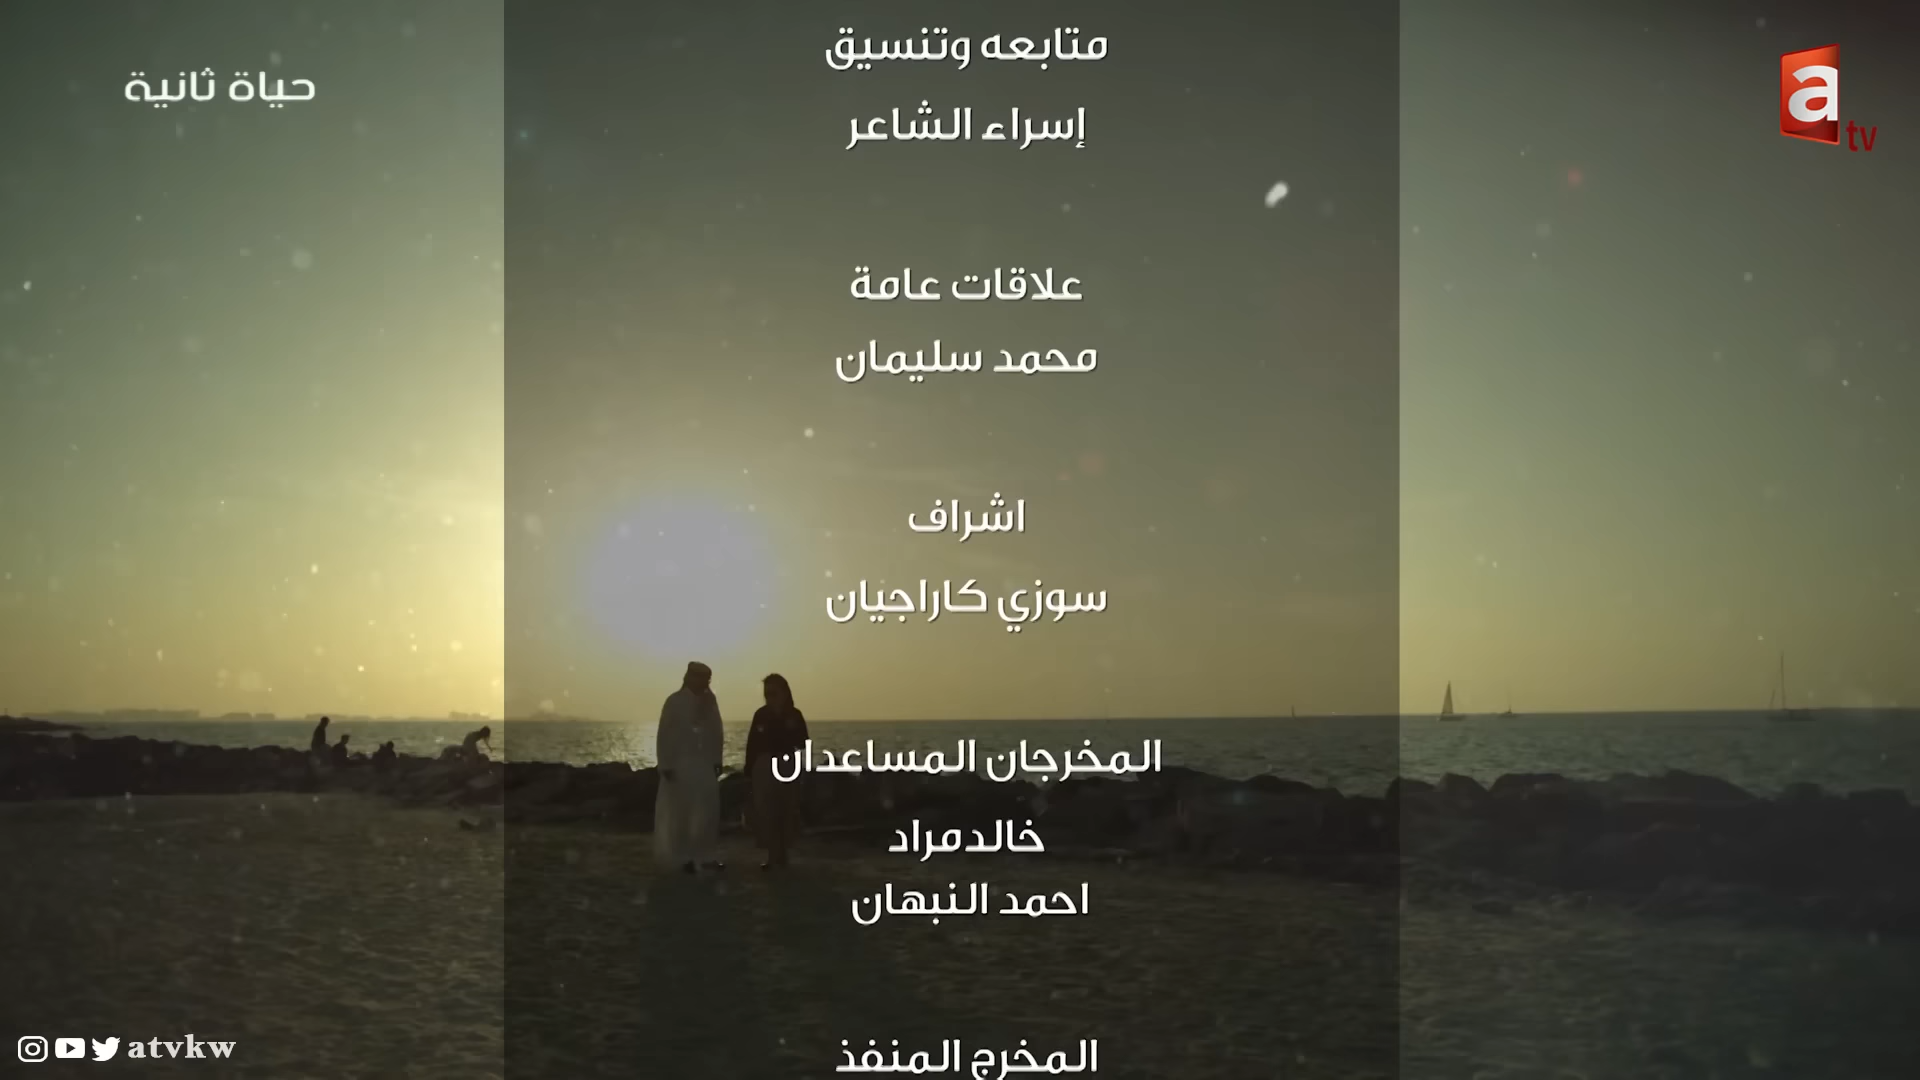 حياة ثانية
a tv
متابعه وتنسيق
إسراء الشاعر
علاقات عامة
محمد سليمان
اشراف
سوزي كاراجيان
المخرجان المساعدان
خالدمراد
احمد النبهان
المخرج المنفذ
atvkw